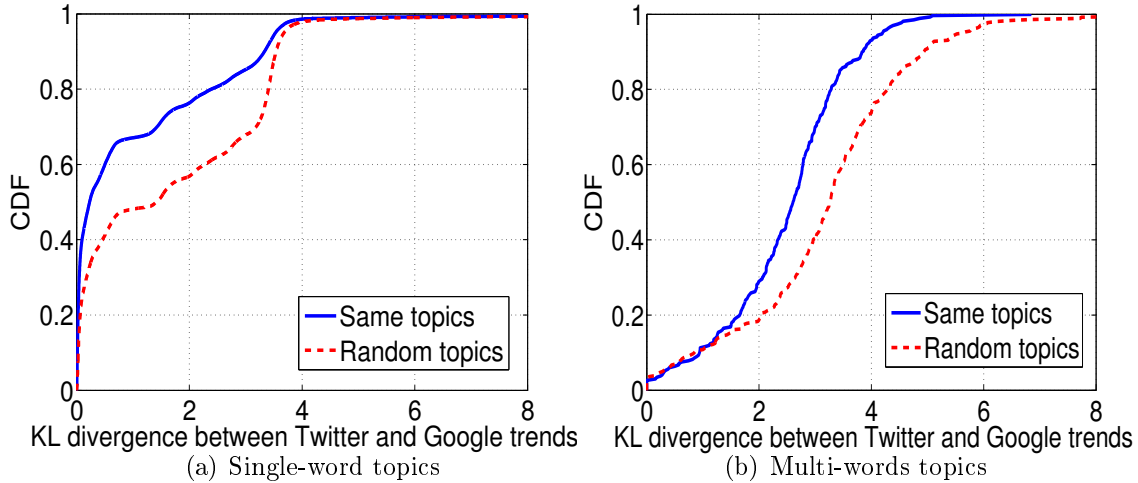 1
0.8
0.6
0.4
0.2
0
CDF
Same topics
Random topics
0 2 4 6 8
KL divergence between Twitter and Google trends
(a) Single-word topics
1
0.8
0.6
0.4
0.2
0
CDF
Same topics
Random topics
0 2 4 6 8
KL divergence between Twitter and Google trends
(b) Multi-words topics